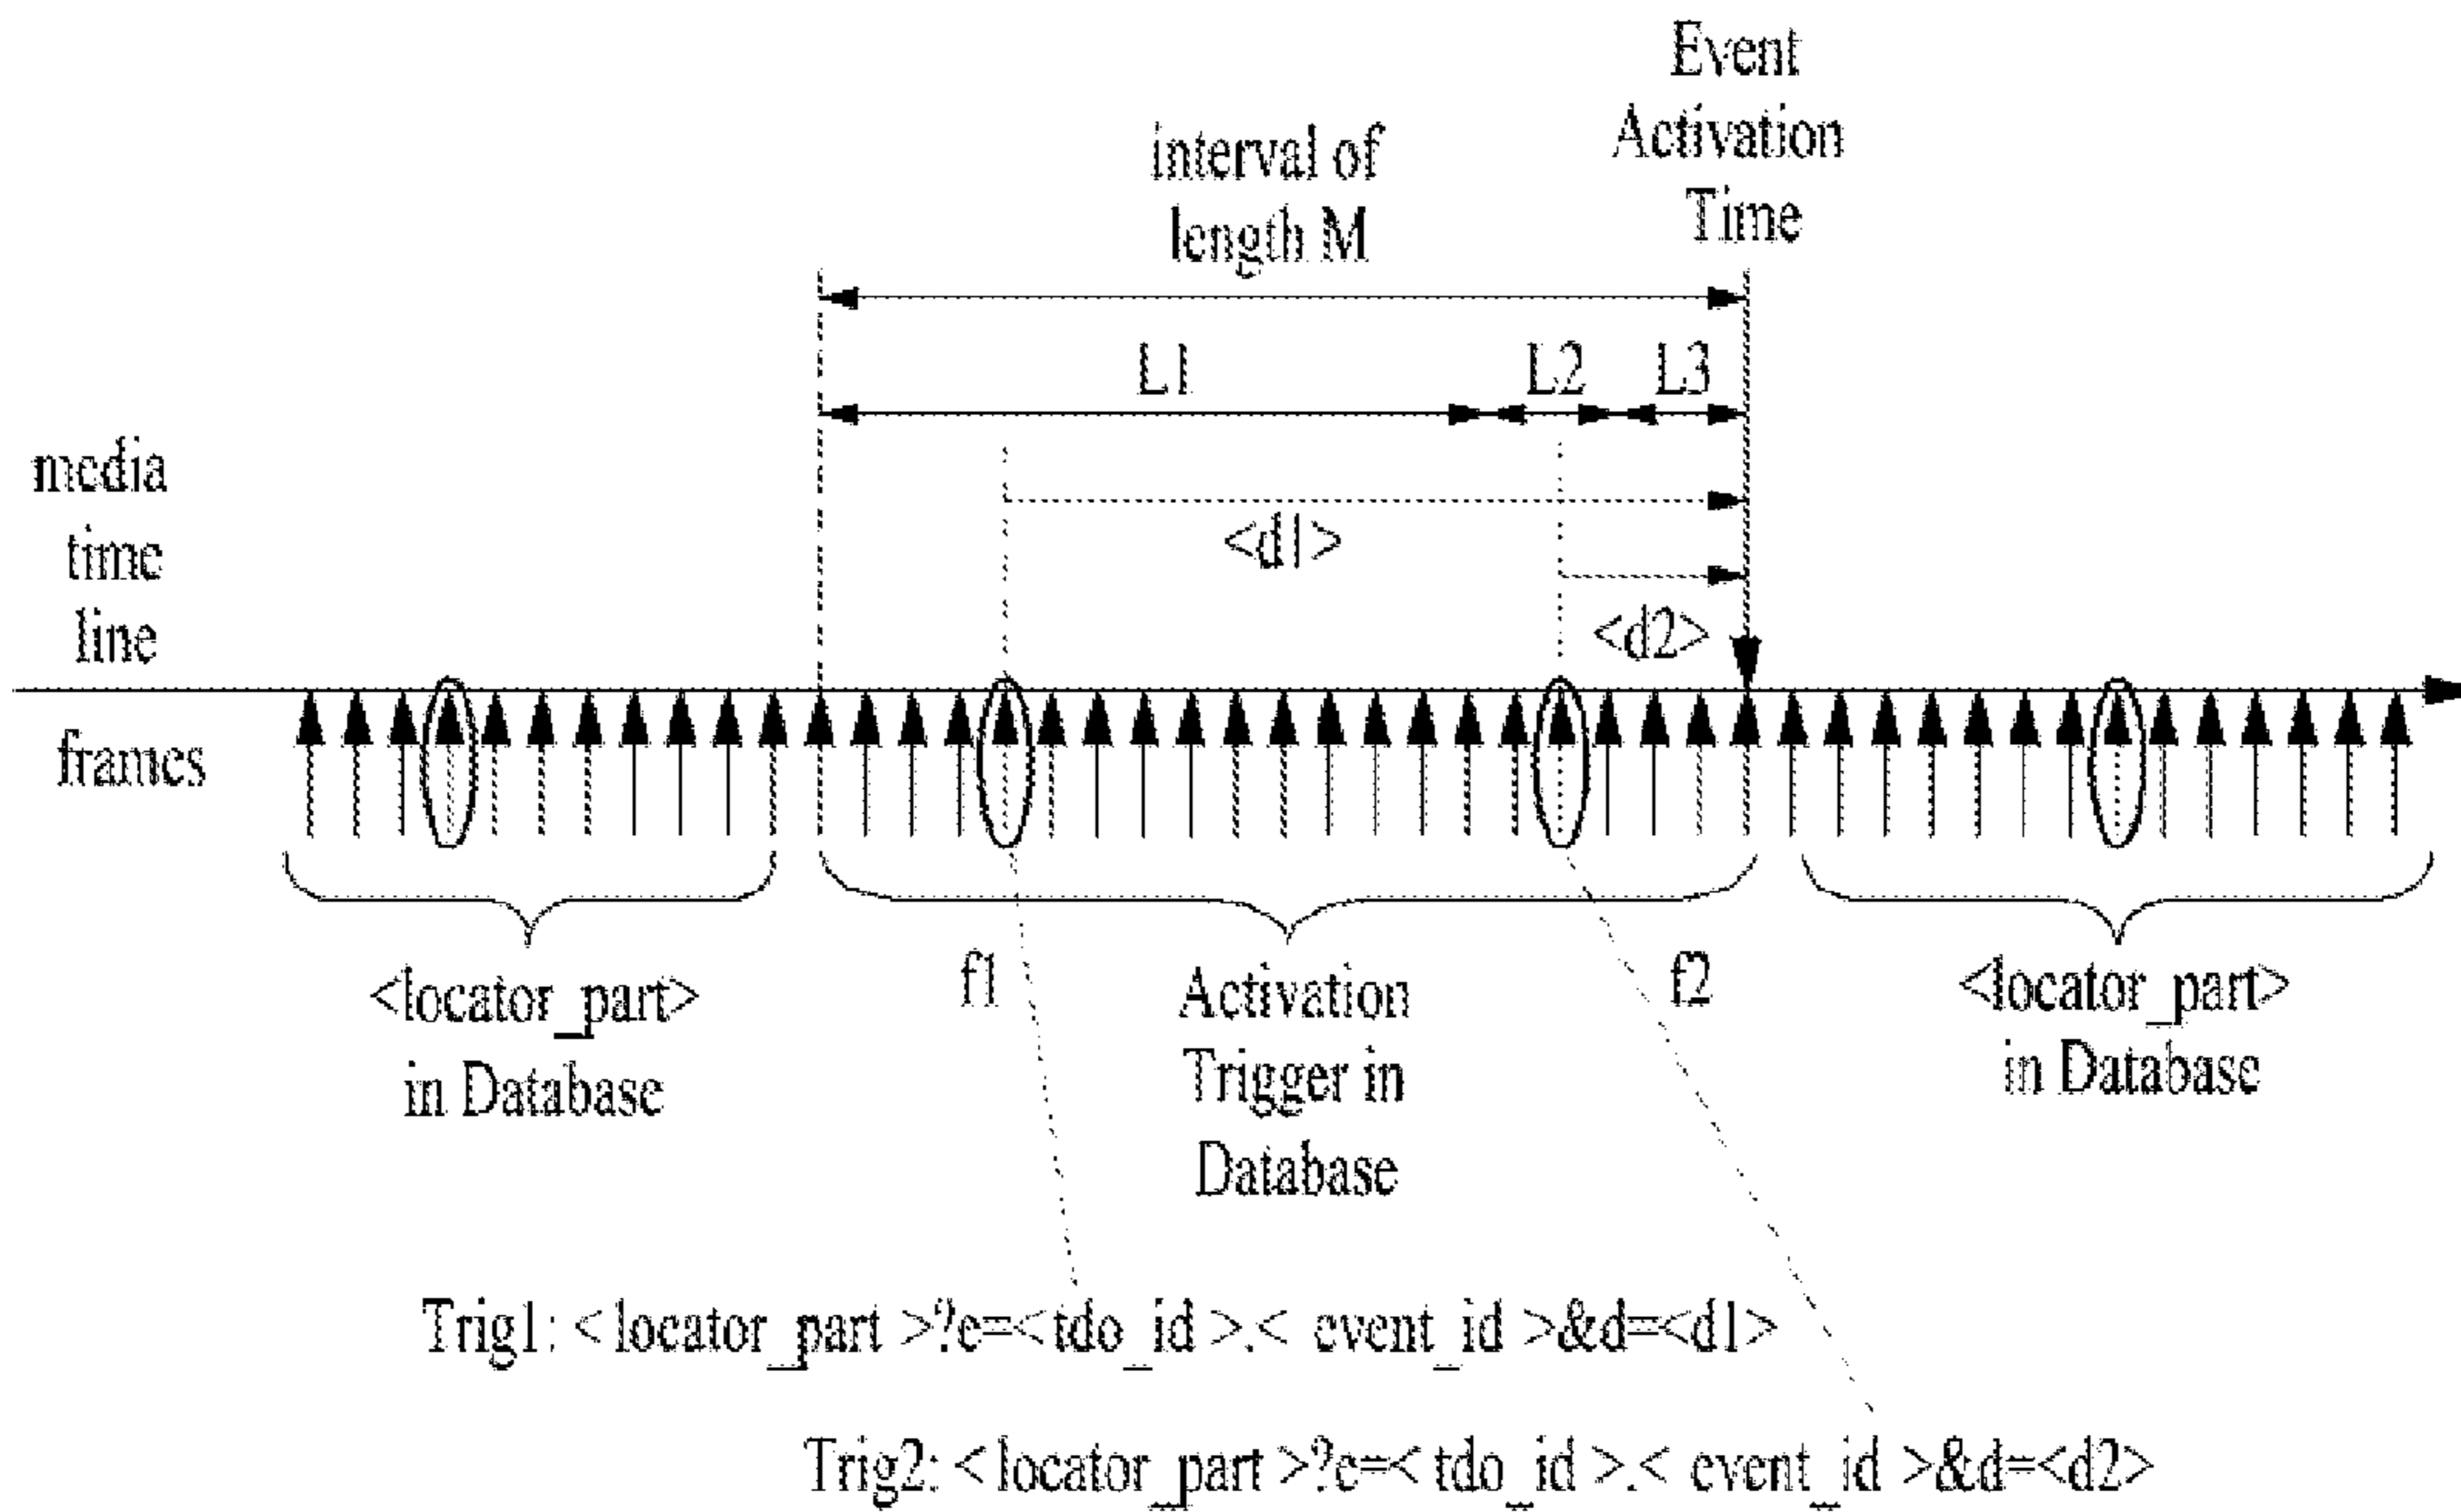 Event
Activation
Time
interval of
length M
L1
L2
L3
media
time
line
<d1>
<d2>
frames
<locator_part>
in Database
f1
Activation
Trigger in
Database
f2
<locator_part>
in Database
Trig1: < locator_part >?e=<tdo_id >.< event_id >&d=<d1>
Trig2: < locator_part >?e=< tdo_id >.< event_id >&d=<d2>